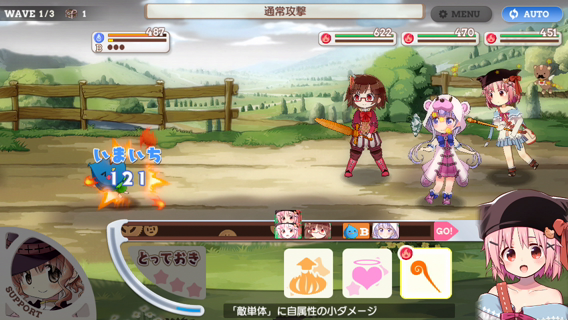 WAVE 1/3 1
通常攻撃
MENU
AUTO
487
B
622
470
451
いまいち
121
B
GO!
とっておき
SUPPORT
「敵単体」に自属性の小ダメージ